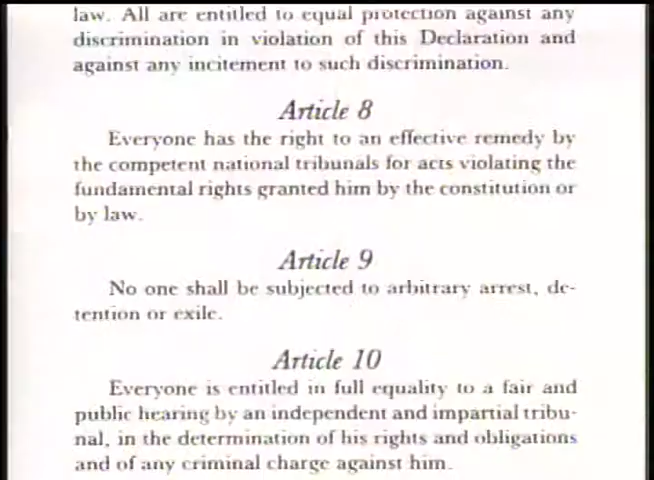 law. All are entitled to equal protection against any
discrimination in violation of this Declaration and
against any incitement to such discrimination.
Article 8
Everyone has the right to an effective remedy by
the competent national tribunals for acts violating the
fundamental rights granted him by the constitution or
by law.
Article 9
No one shall be subjected to arbitrary arrest, de-
tention or exile.
Article 10
Everyone is entitled in full equality to a fair and
public hearing by an independent and impartial tribu-
nal, in the determination of his rights and obligations
and of any criminal charge against him.